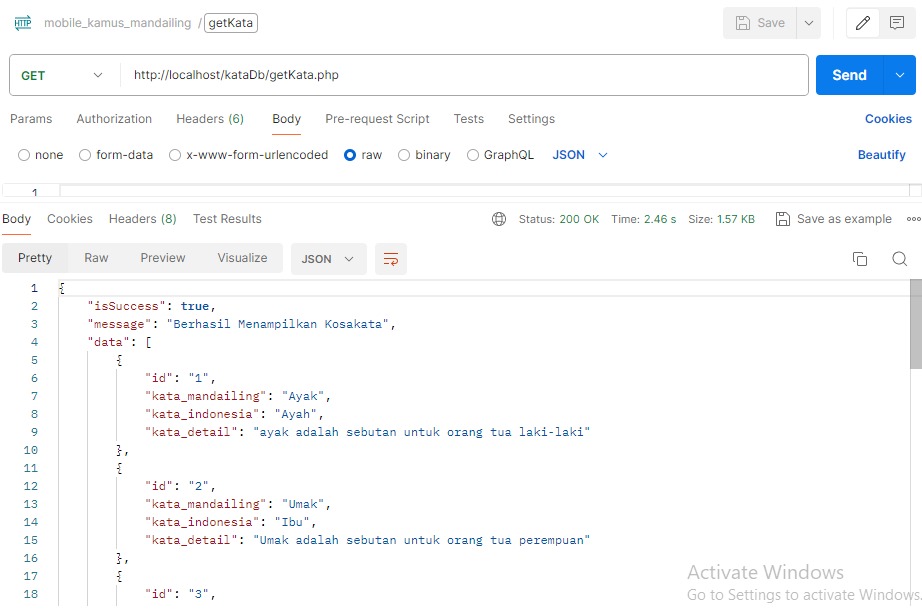 HTTP mobile_kamus_mandailing / getKata Save
GET http://localhost/kataDb/getKata.php Send
Params Authorization Headers (6) Body Pre-request Script Tests Settings Cookies
none form-data x-www-form-urlencoded raw binary GraphQL JSON Beautify
1
Body Cookies Headers (8) Test Results Status: 200 OK Time: 2.46 s Size: 1.57 KB Save as example
Pretty Raw Preview Visualize JSON
1 {
2 "isSuccess": true,
3 "message": "Berhasil Menampilkan Kosakata",
4 "data": [
5 {
6 "id": "1",
7 "kata_mandailing": "Ayak",
8 "kata_indonesia": "Ayah",
9 "kata_detail": "ayak adalah sebutan untuk orang tua laki-laki"
10 },
11 {
12 "id": "2",
13 "kata_mandailing": "Umak",
14 "kata_indonesia": "Ibu",
15 "kata_detail": "Umak adalah sebutan untuk orang tua perempuan"
16 },
17 {
18 "id": "3",
Activate Windows
Go to Settings to activate Windows.